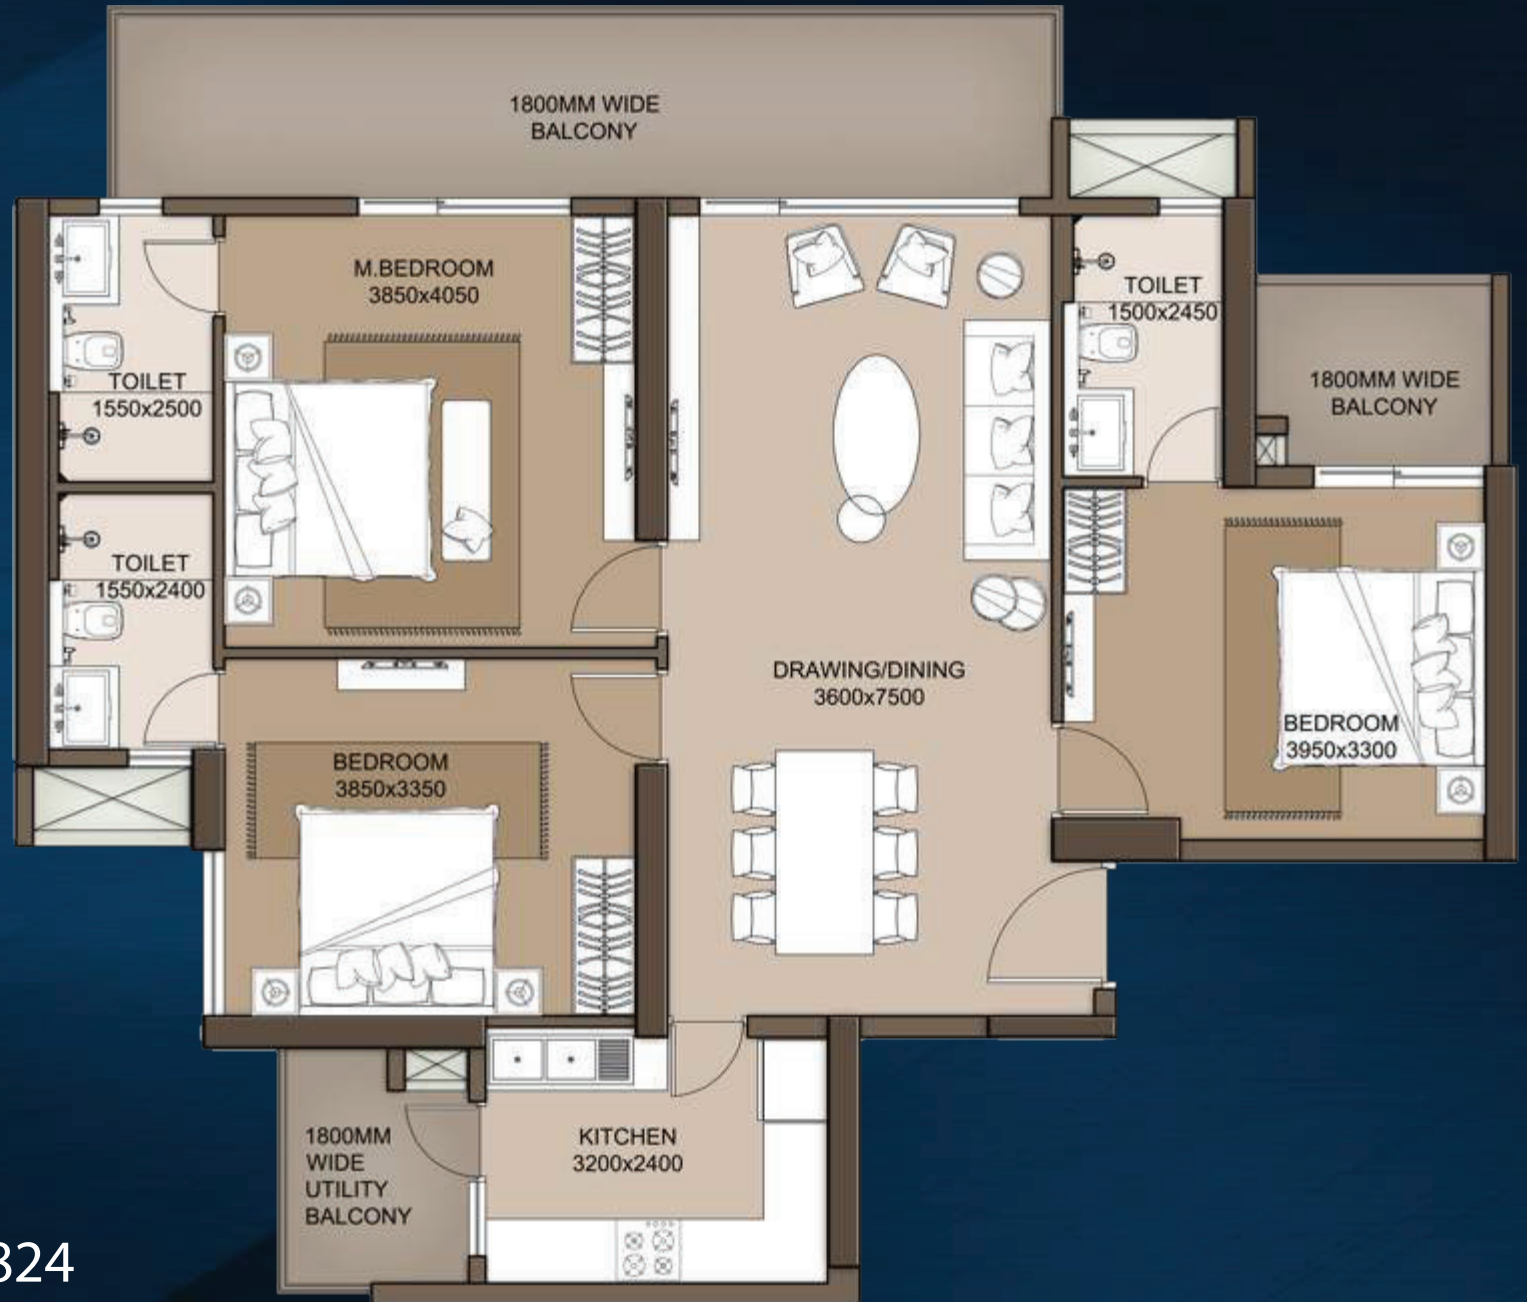 1800MM WIDE
BALCONY
M.BEDROOM
3850x4050
TOILET
1500x2450
TOILET
1550x2500
1800MM WIDE
BALCONY
TOILET
1550x2400
DRAWING/DINING
3600x7500
BEDROOM
3950x3300
BEDROOM
3850x3350
1800MM
WIDE
UTILITY
BALCONY
KITCHEN
3200x2400
324